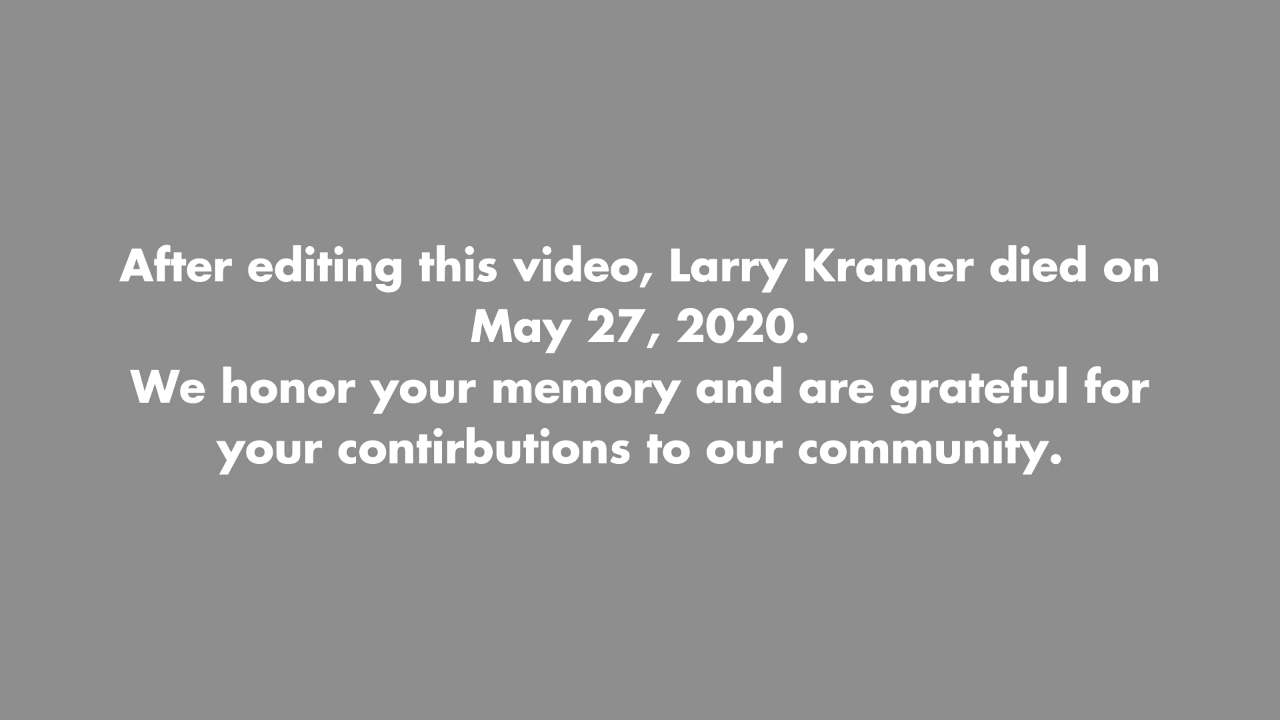 After editing this video, Larry Kramer died on
May 27, 2020.
We honor your memory and are grateful for
your contirbutions to our community.